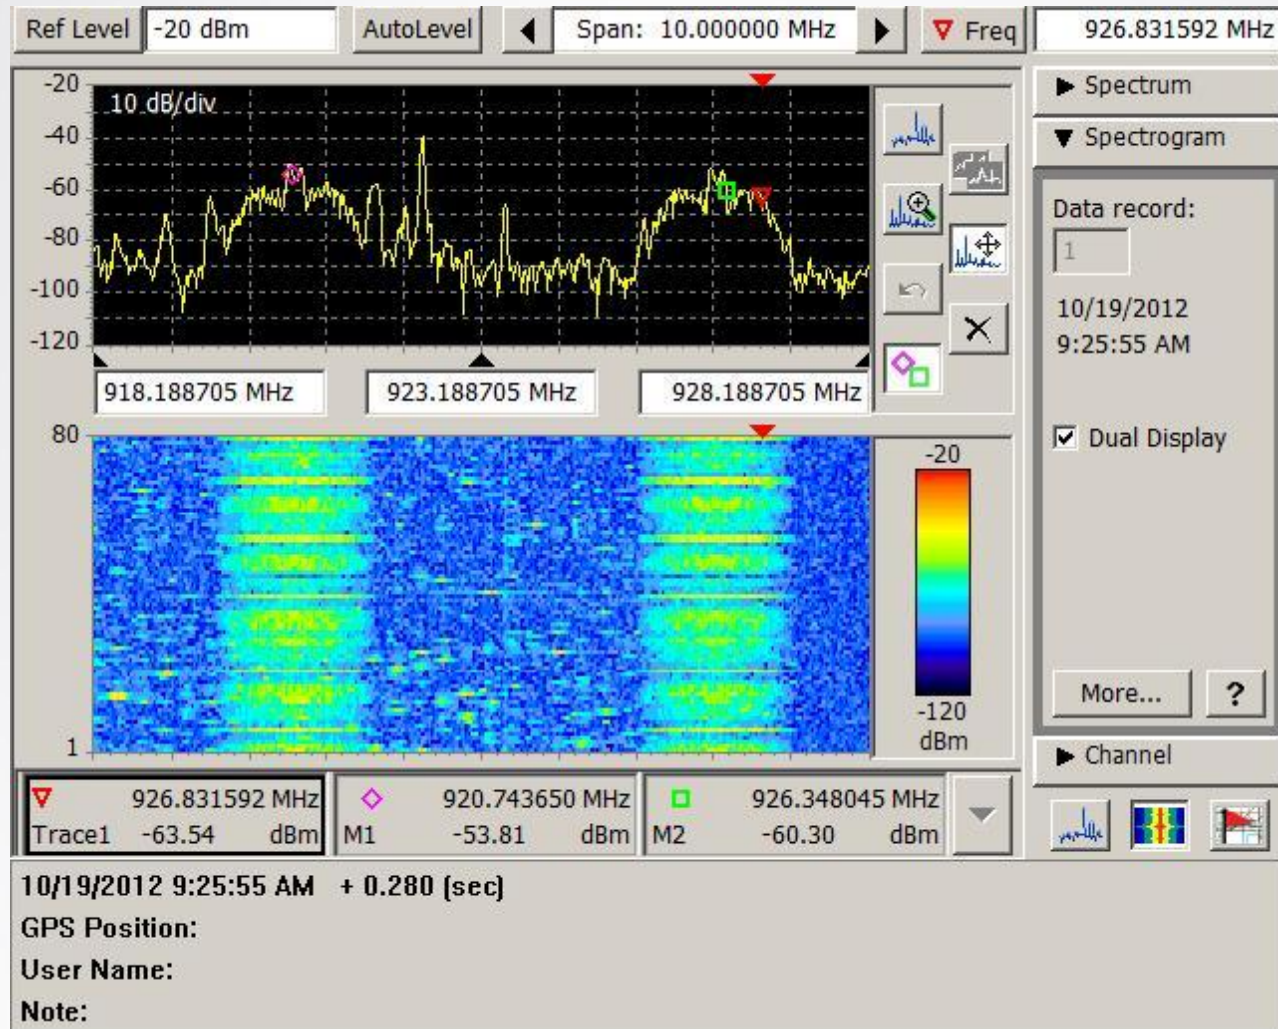 Ref Level -20 dBm AutoLevel Span: 10.000000 MHz Freq 926.831592 MHz
-20
10 dB/div
-40
-60
-80
-100
-120
918.188705 MHz 923.188705 MHz 928.188705 MHz
Spectrum
Spectrogram
Data record:
1
10/19/2012
9:25:55 AM
Dual Display
80
1
-20
-120
dBm
More... ?
Channel
926.831592 MHz
Trace1 -63.54 dBm
920.743650 MHz
M1 -53.81 dBm
926.348045 MHz
M2 -60.30 dBm
10/19/2012 9:25:55 AM + 0.280 (sec)
GPS Position:
User Name:
Note: